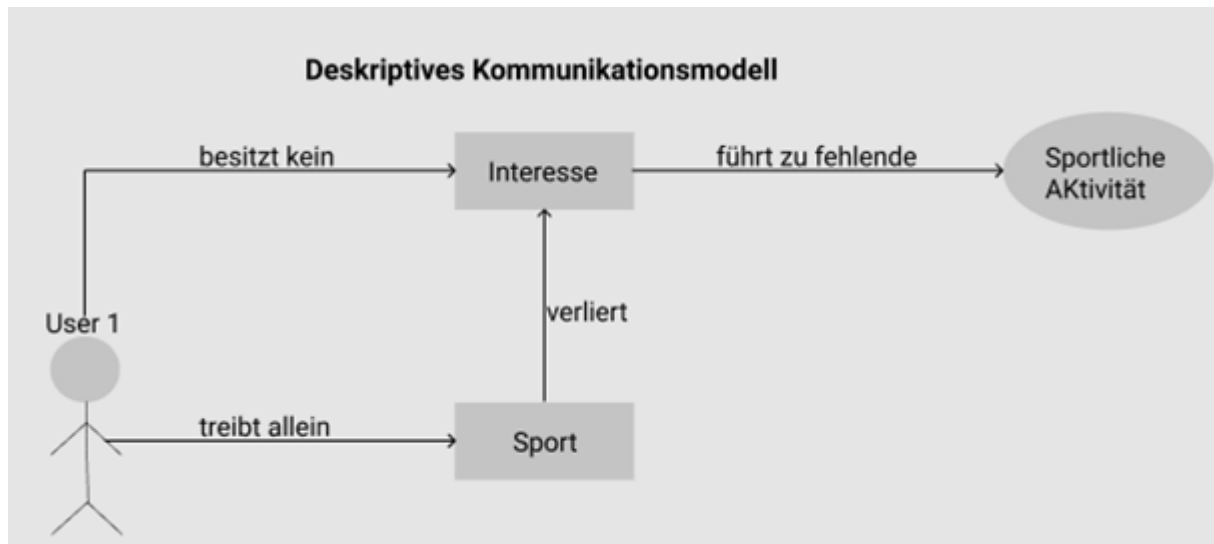 Deskriptives Kommunikationsmodell
besitzt kein
Interesse
führt zu fehlende
Sportliche
AKtivität
verliert
User 1
treibt allein
Sport